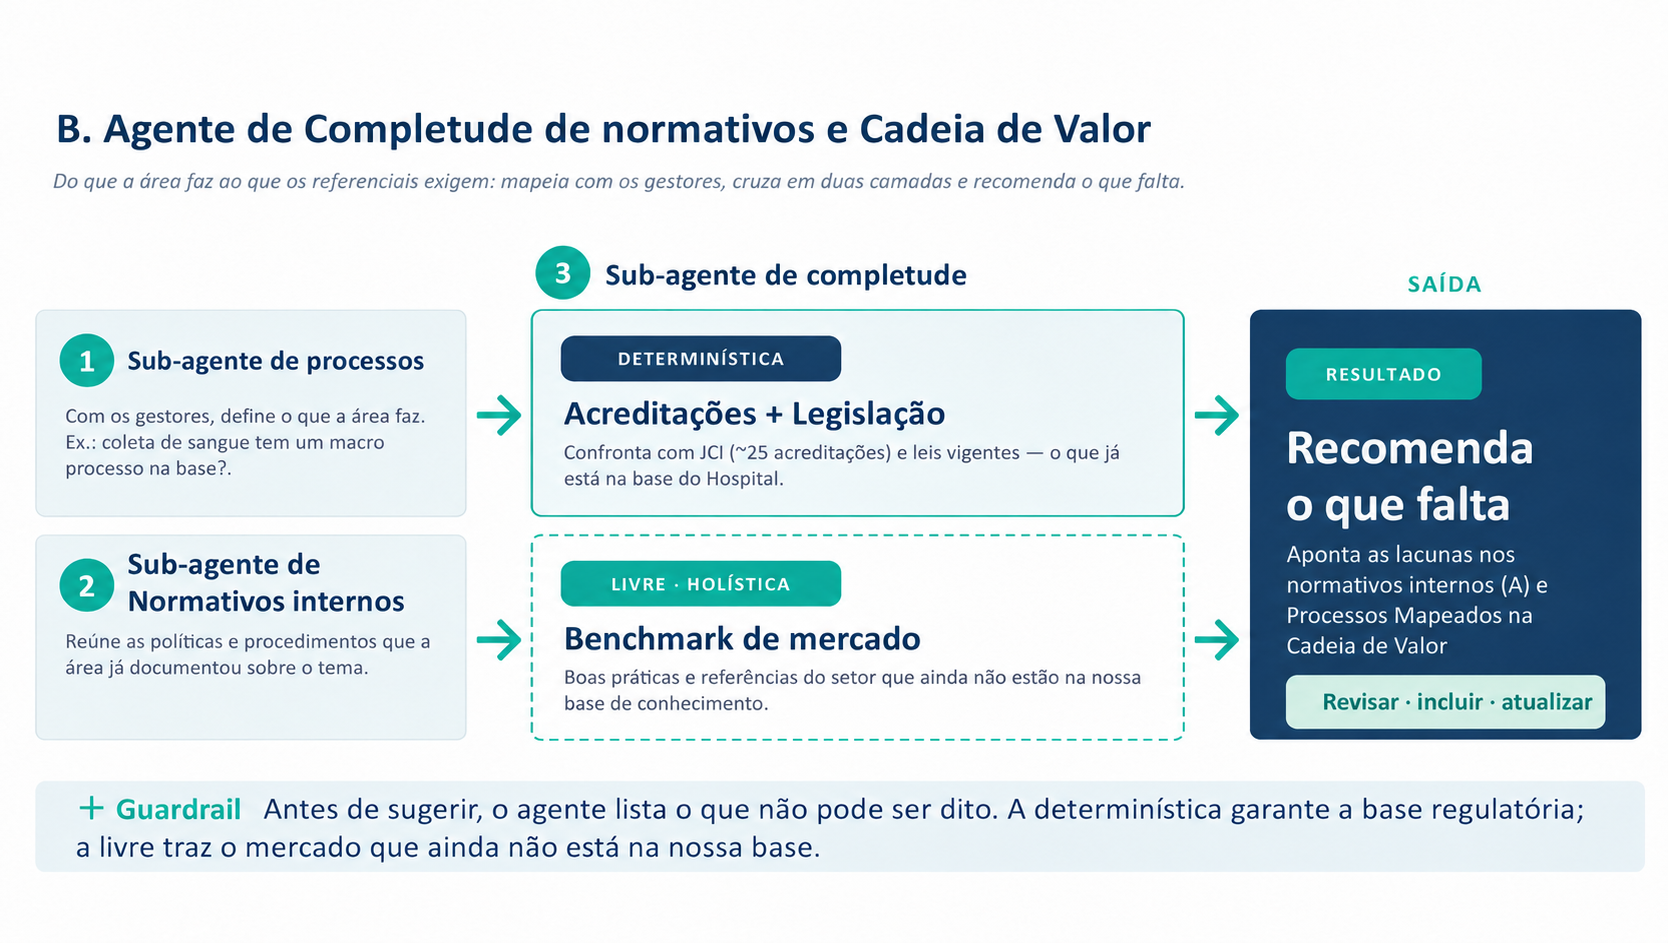 B. Agente de Completude de normativos e Cadeia de Valor
Do que a área faz ao que os referenciais exigem: mapeia com os gestores, cruza em duas camadas e recomenda o que falta.
1 Sub-agente de processos
Com os gestores, define o que a área faz.
Ex.: coleta de sangue tem um macro
processo na base?.
2 Sub-agente de
Normativos internos
Reúne as políticas e procedimentos que a
área já documentou sobre o tema.
3 Sub-agente de completude
DETERMINÍSTICA
Acreditações + Legislação
Confronta com JCI (~25 acreditações) e leis vigentes — o que já
está na base do Hospital.
LIVRE · HOLÍSTICA
Benchmark de mercado
Boas práticas e referências do setor que ainda não estão na nossa
base de conhecimento.
SAÍDA
RESULTADO
Recomenda
o que falta
Aponta as lacunas nos
normativos internos (A) e
Processos Mapeados na
Cadeia de Valor
Revisar · incluir · atualizar
+ Guardrail Antes de sugerir, o agente lista o que não pode ser dito. A determinística garante a base regulatória;
a livre traz o mercado que ainda não está na nossa base.